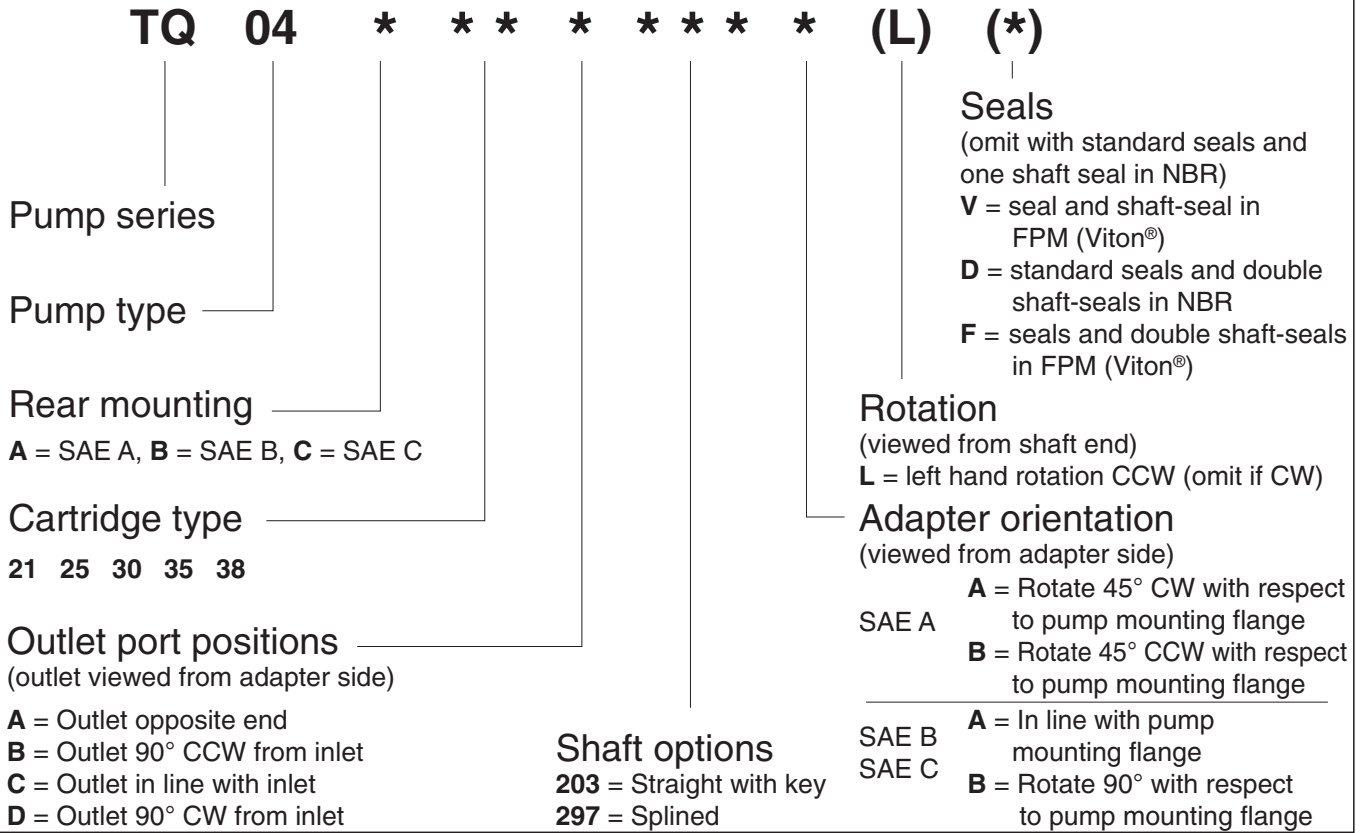 TQ 04 * * * * * * * * (L) (*)
Pump series
Pump type
Rear mounting
A = SAE A, B = SAE B, C = SAE C
Cartridge type
21 25 30 35 38
Outlet port positions
(outlet viewed from adapter side)
A = Outlet opposite end
B = Outlet 90° CCW from inlet
C = Outlet in line with inlet
D = Outlet 90° CW from inlet
Shaft options
203 = Straight with key
297 = Splined
Seals
(omit with standard seals and
one shaft seal in NBR)
V = seal and shaft-seal in
FPM (Viton®)
D = standard seals and double
shaft-seals in NBR
F = seals and double shaft-seals
in FPM (Viton®)
Rotation
(viewed from shaft end)
L = left hand rotation CCW (omit if CW)
Adapter orientation
(viewed from adapter side)
SAE A
A = Rotate 45° CW with respect
to pump mounting flange
B = Rotate 45° CCW with respect
to pump mounting flange
SAE B
SAE C
A = In line with pump
mounting flange
B = Rotate 90° with respect
to pump mounting flange